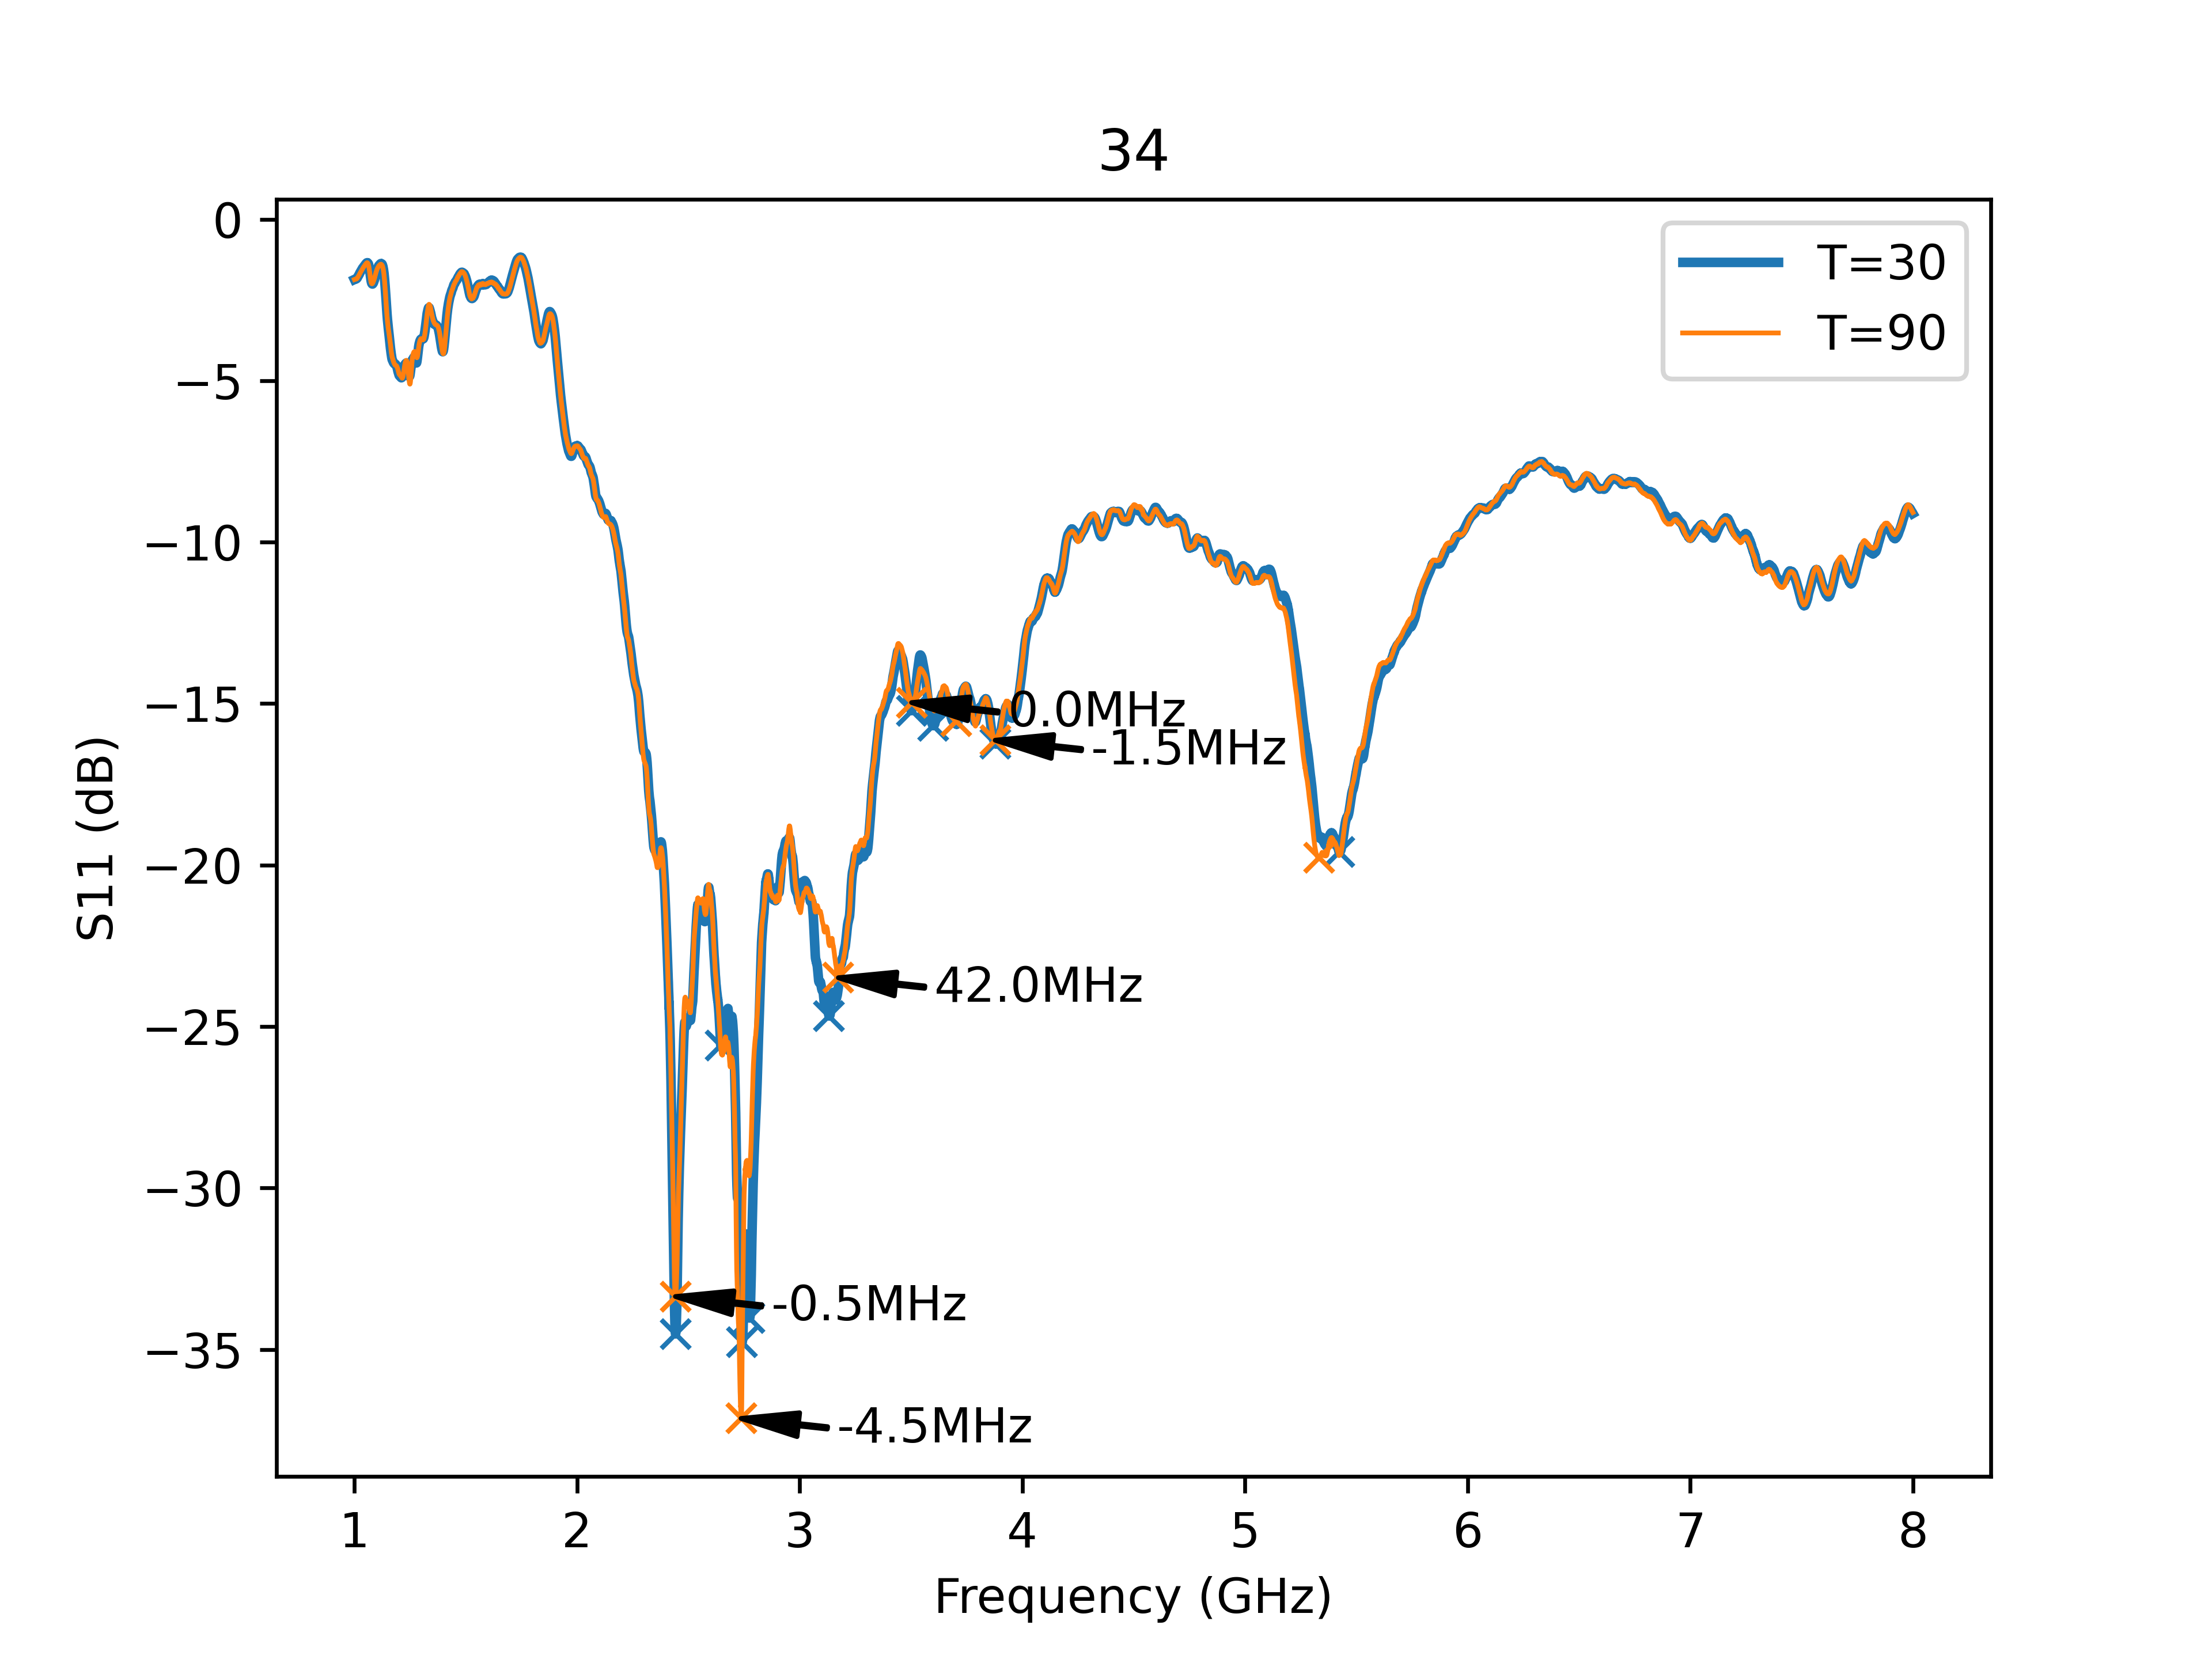 34
T=30
T=90
0
−5
−10
−15
−20
−25
−30
−35
S11 (dB)
0.0MHz
-1.5MHz
42.0MHz
-0.5MHz
-4.5MHz
1 2 3 4 5 6 7 8
Frequency (GHz)